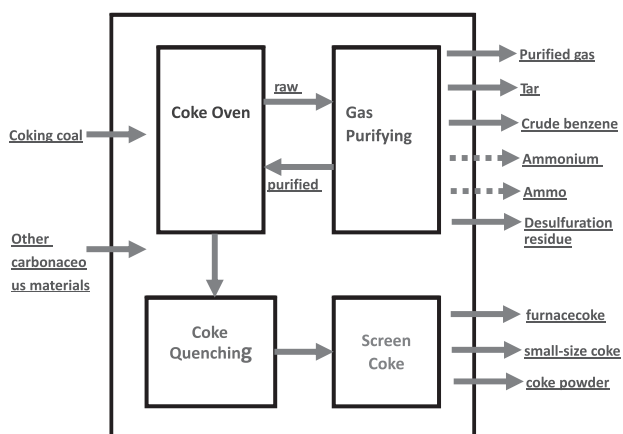 Coking coal
Other
carbonaceo
us materials
Coke Oven
raw
purified
Gas
Purifying
Coke
Quenching
Screen
Coke
Purified gas
Tar
Crude benzene
Ammonium
Ammo
Desulfuration
residue
furnacecoke
small-size coke
coke powder